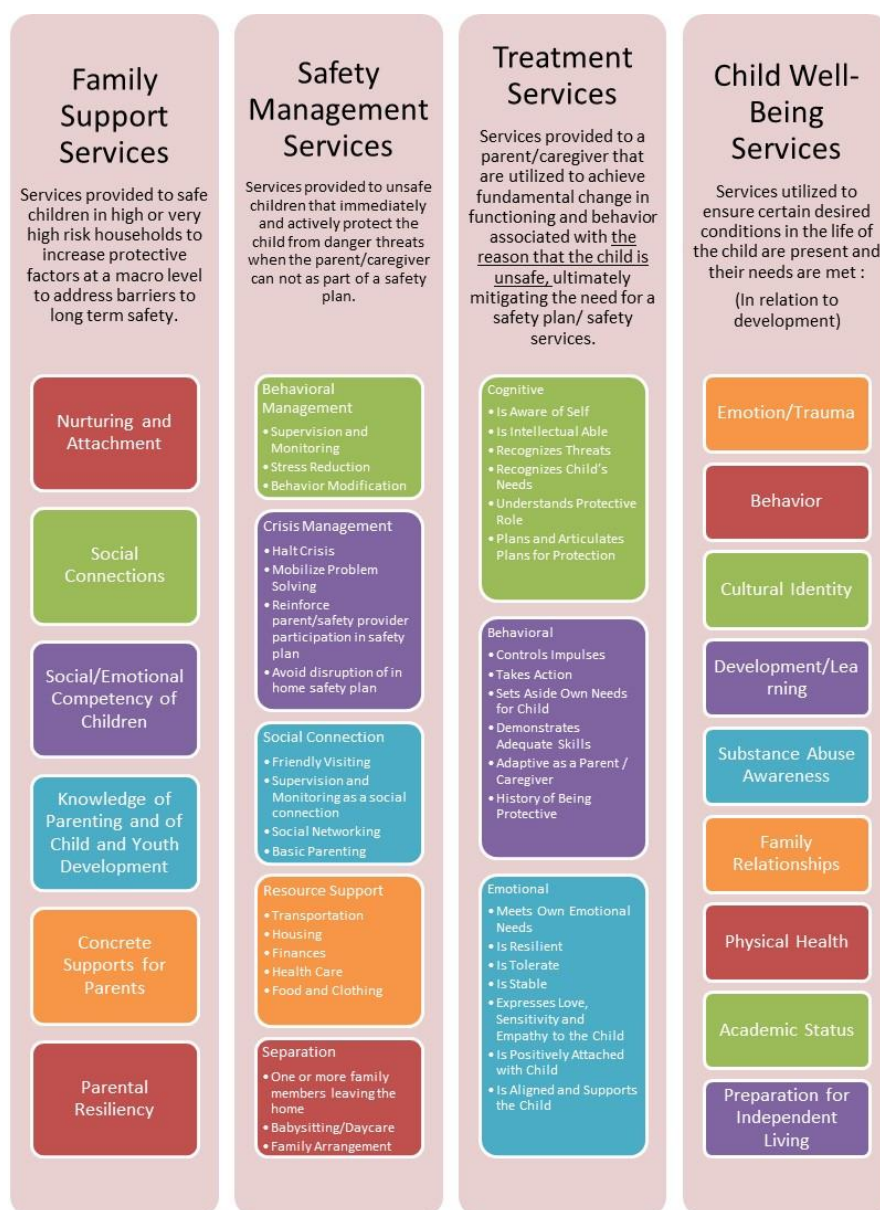 Family
Support
Services
Services provided to safe
children in high or very
high risk households to
increase protective
factors at a macro level
to address barriers to
long term safety.
Nurturing and
Attachment
Social
Connections
Social/Emotional
Competency of
Children
Knowledge of
Parenting and of
Child and Youth
Development
Concrete
Supports for
Parents
Parental
Resiliency
Safety
Management
Services
Services provided to unsafe
children that immediately
and actively protect the
child from danger threats
when the parent/caregiver
can not as part of a safety
plan.
Behavioral
Management
• Supervision and
Monitoring
• Stress Reduction
• Behavior Modification
Crisis Management
• Halt Crisis
• Mobilize Problem
Solving
• Reinforce
parent/safety provider
participation in safety
plan
• Avoid disruption of in
home safety plan
Social Connection
• Friendly Visiting
• Supervision and
Monitoring as a social
connection
• Social Networking
• Basic Parenting
Resource Support
• Transportation
• Housing
• Finances
• Health Care
• Food and Clothing
Separation
• One or more family
members leaving the
home
• Babysitting/Daycare
• Family Arrangement
Treatment
Services
Services provided to a
parent/caregiver that
are utilized to achieve
fundamental change in
functioning and behavior
associated with the
reason that the child is
unsafe, ultimately
mitigating the need for a
safety plan/ safety
services.
Cognitive
• Is Aware of Self
• Is Intellectual Able
• Recognizes Threats
• Recognizes Child's
Needs
• Understands Protective
Role
• Plans and Articulates
Plans for Protection
Behavioral
• Controls Impulses
• Takes Action
• Sets Aside Own Needs
for Child
• Demonstrates
Adequate Skills
• Adaptive as a Parent /
Caregiver
• History of Being
Protective
Emotional
• Meets Own Emotional
Needs
• Is Resilient
• Is Tolerate
• Is Stable
• Expresses Love,
Sensitivity and
Empathy to the Child
• Is Positively Attached
with Child
• Is Aligned and Supports
the Child
Child Well-
Being
Services
Services utilized to
ensure certain desired
conditions in the life of
the child are present and
their needs are met :
(In relation to
development)
Emotion/Trauma
Behavior
Cultural Identity
Development/Lea
rning
Substance Abuse
Awareness
Family
Relationships
Physical Health
Academic Status
Preparation for
Independent
Living